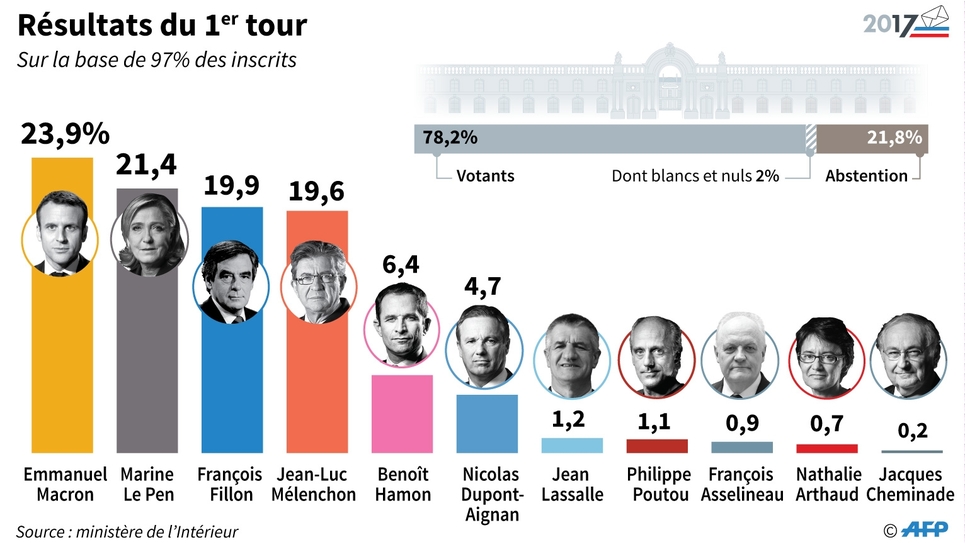 Résultats du 1er tour
Sur la base de 97% des inscrits
2017
78,2%
21,8%
Votants
Dont blancs et nuls 2%
Abstention
23,9%
21,4
19,9
19,6
6,4
4,7
1,2
1,1
0,9
0,7
0,2
Emmanuel
Macron
Marine
Le Pen
François
Fillon
Jean-Luc
Mélenchon
Benoît
Hamon
Nicolas
Dupont-
Aignan
Jean
Lassalle
Philippe
Poutou
François
Asselineau
Nathalie
Arthaud
Jacques
Cheminade
Source : ministère de l’Intérieur
© AFP